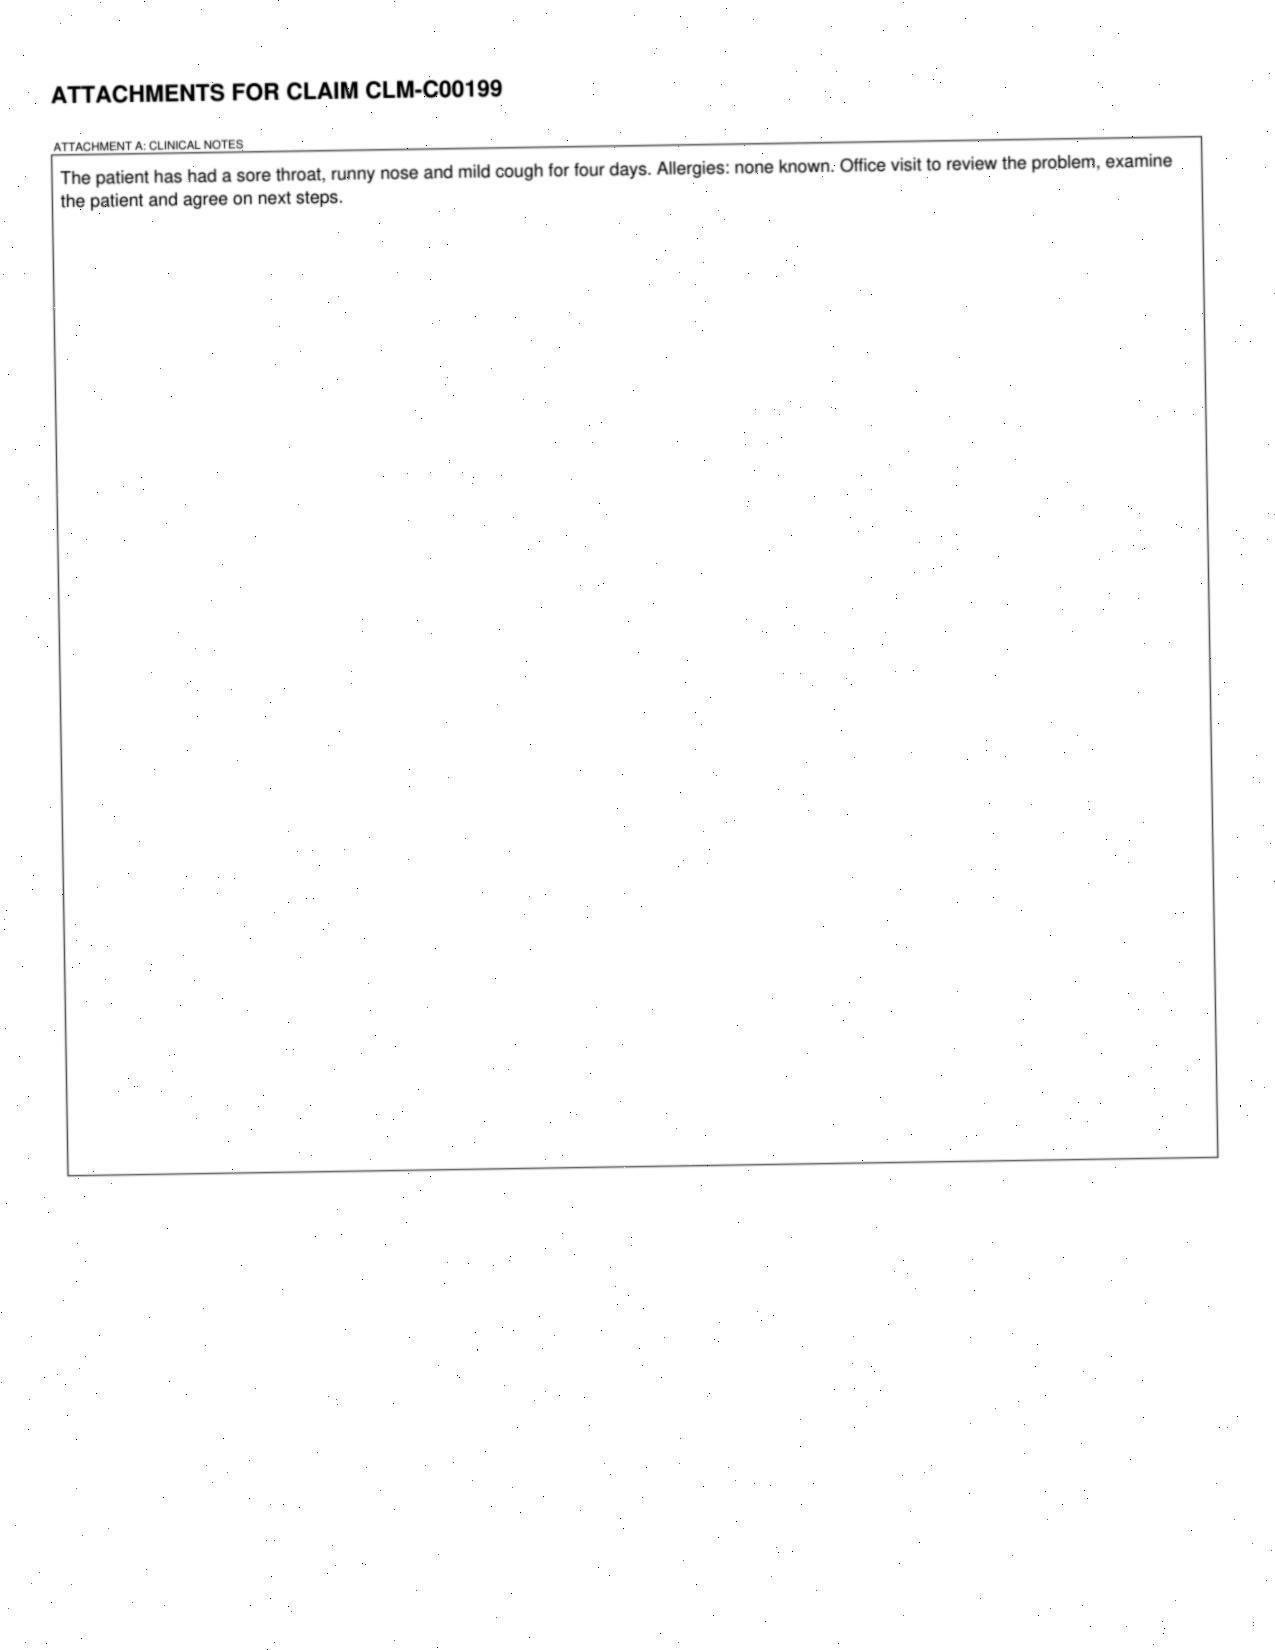 ATTACHMENTS FOR CLAIM CLM-C00199
ATTACHMENT A: CLINICAL NOTES
The patient has had a sore throat, runny nose and mild cough for four days. Allergies: none known. Office visit to review the problem, examine
the patient and agree on next steps.